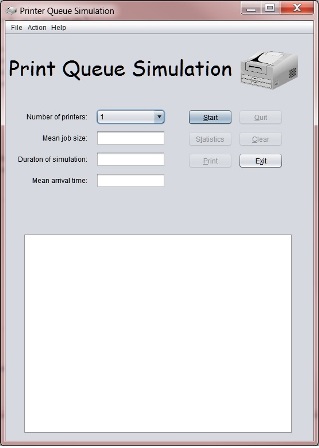 Printer Queue Simulation
File Action Help
Print Queue Simulation
Number of printers: 1 Start Quit
Mean job size: Statistics Clear
Duraton of simulation: Print Exit
Mean arrival time: